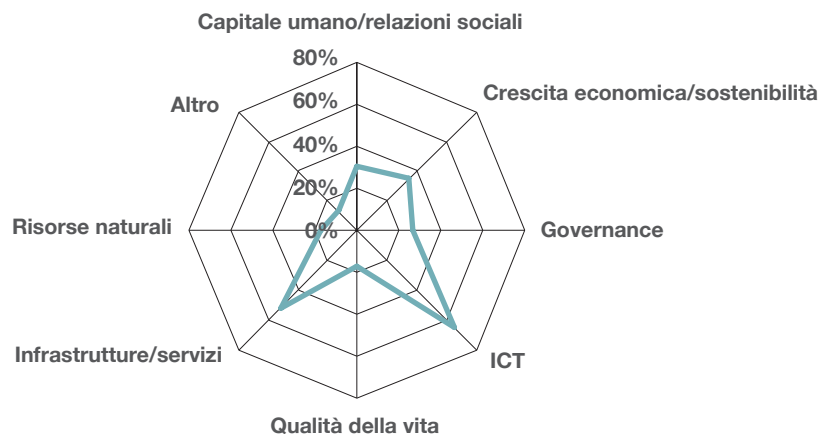 Capitale umano/relazioni sociali
80%
Crescita economica/sostenibilità
Altro
60%
40%
20%
Risorse naturali
0%
Governance
Infrastrutture/servizi
ICT
Qualità della vita